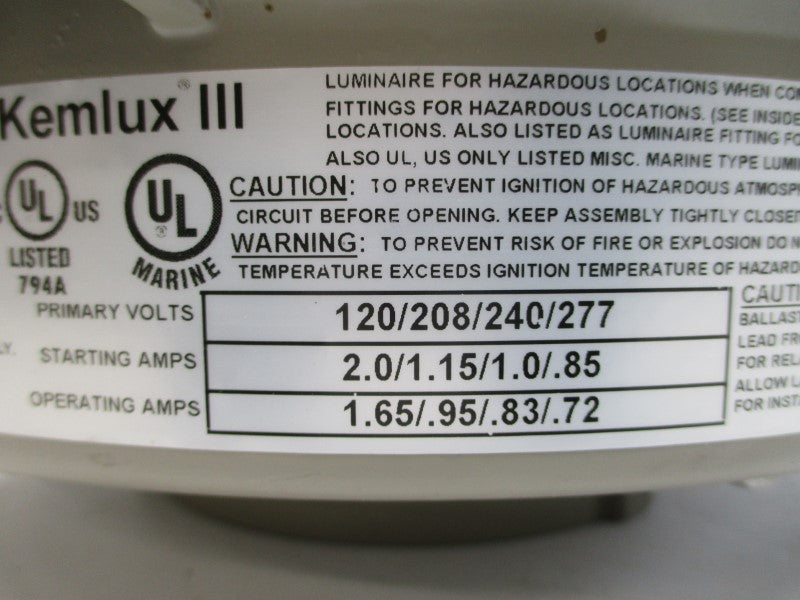 Kemlux® III
LUMINAIRE FOR HAZARDOUS LOCATIONS WHEN
FITTINGS FOR HAZARDOUS LOCATIONS. (SEE INSIDE
LOCATIONS. ALSO LISTED AS LUMINAIRE FITTING
ALSO UL, US ONLY LISTED MISC. MARINE TYPE
UL US
LISTED
794A
UL
MARINE
CAUTION: TO PREVENT IGNITION OF HAZARDOUS
CIRCUIT BEFORE OPENING. KEEP ASSEMBLY TIGHTLY CLOSED
WARNING: TO PREVENT RISK OF FIRE OR EXPLOSION DO
TEMPERATURE EXCEEDS IGNITION TEMPERATURE OF
PRIMARY VOLTS 120/208/240/277
STARTING AMPS 2.0/1.15/1.0/.85
OPERATING AMPS 1.65/.95/.83/.72
CAUTI
BALLAST
LEAD
FOR
ALLOW
FOR